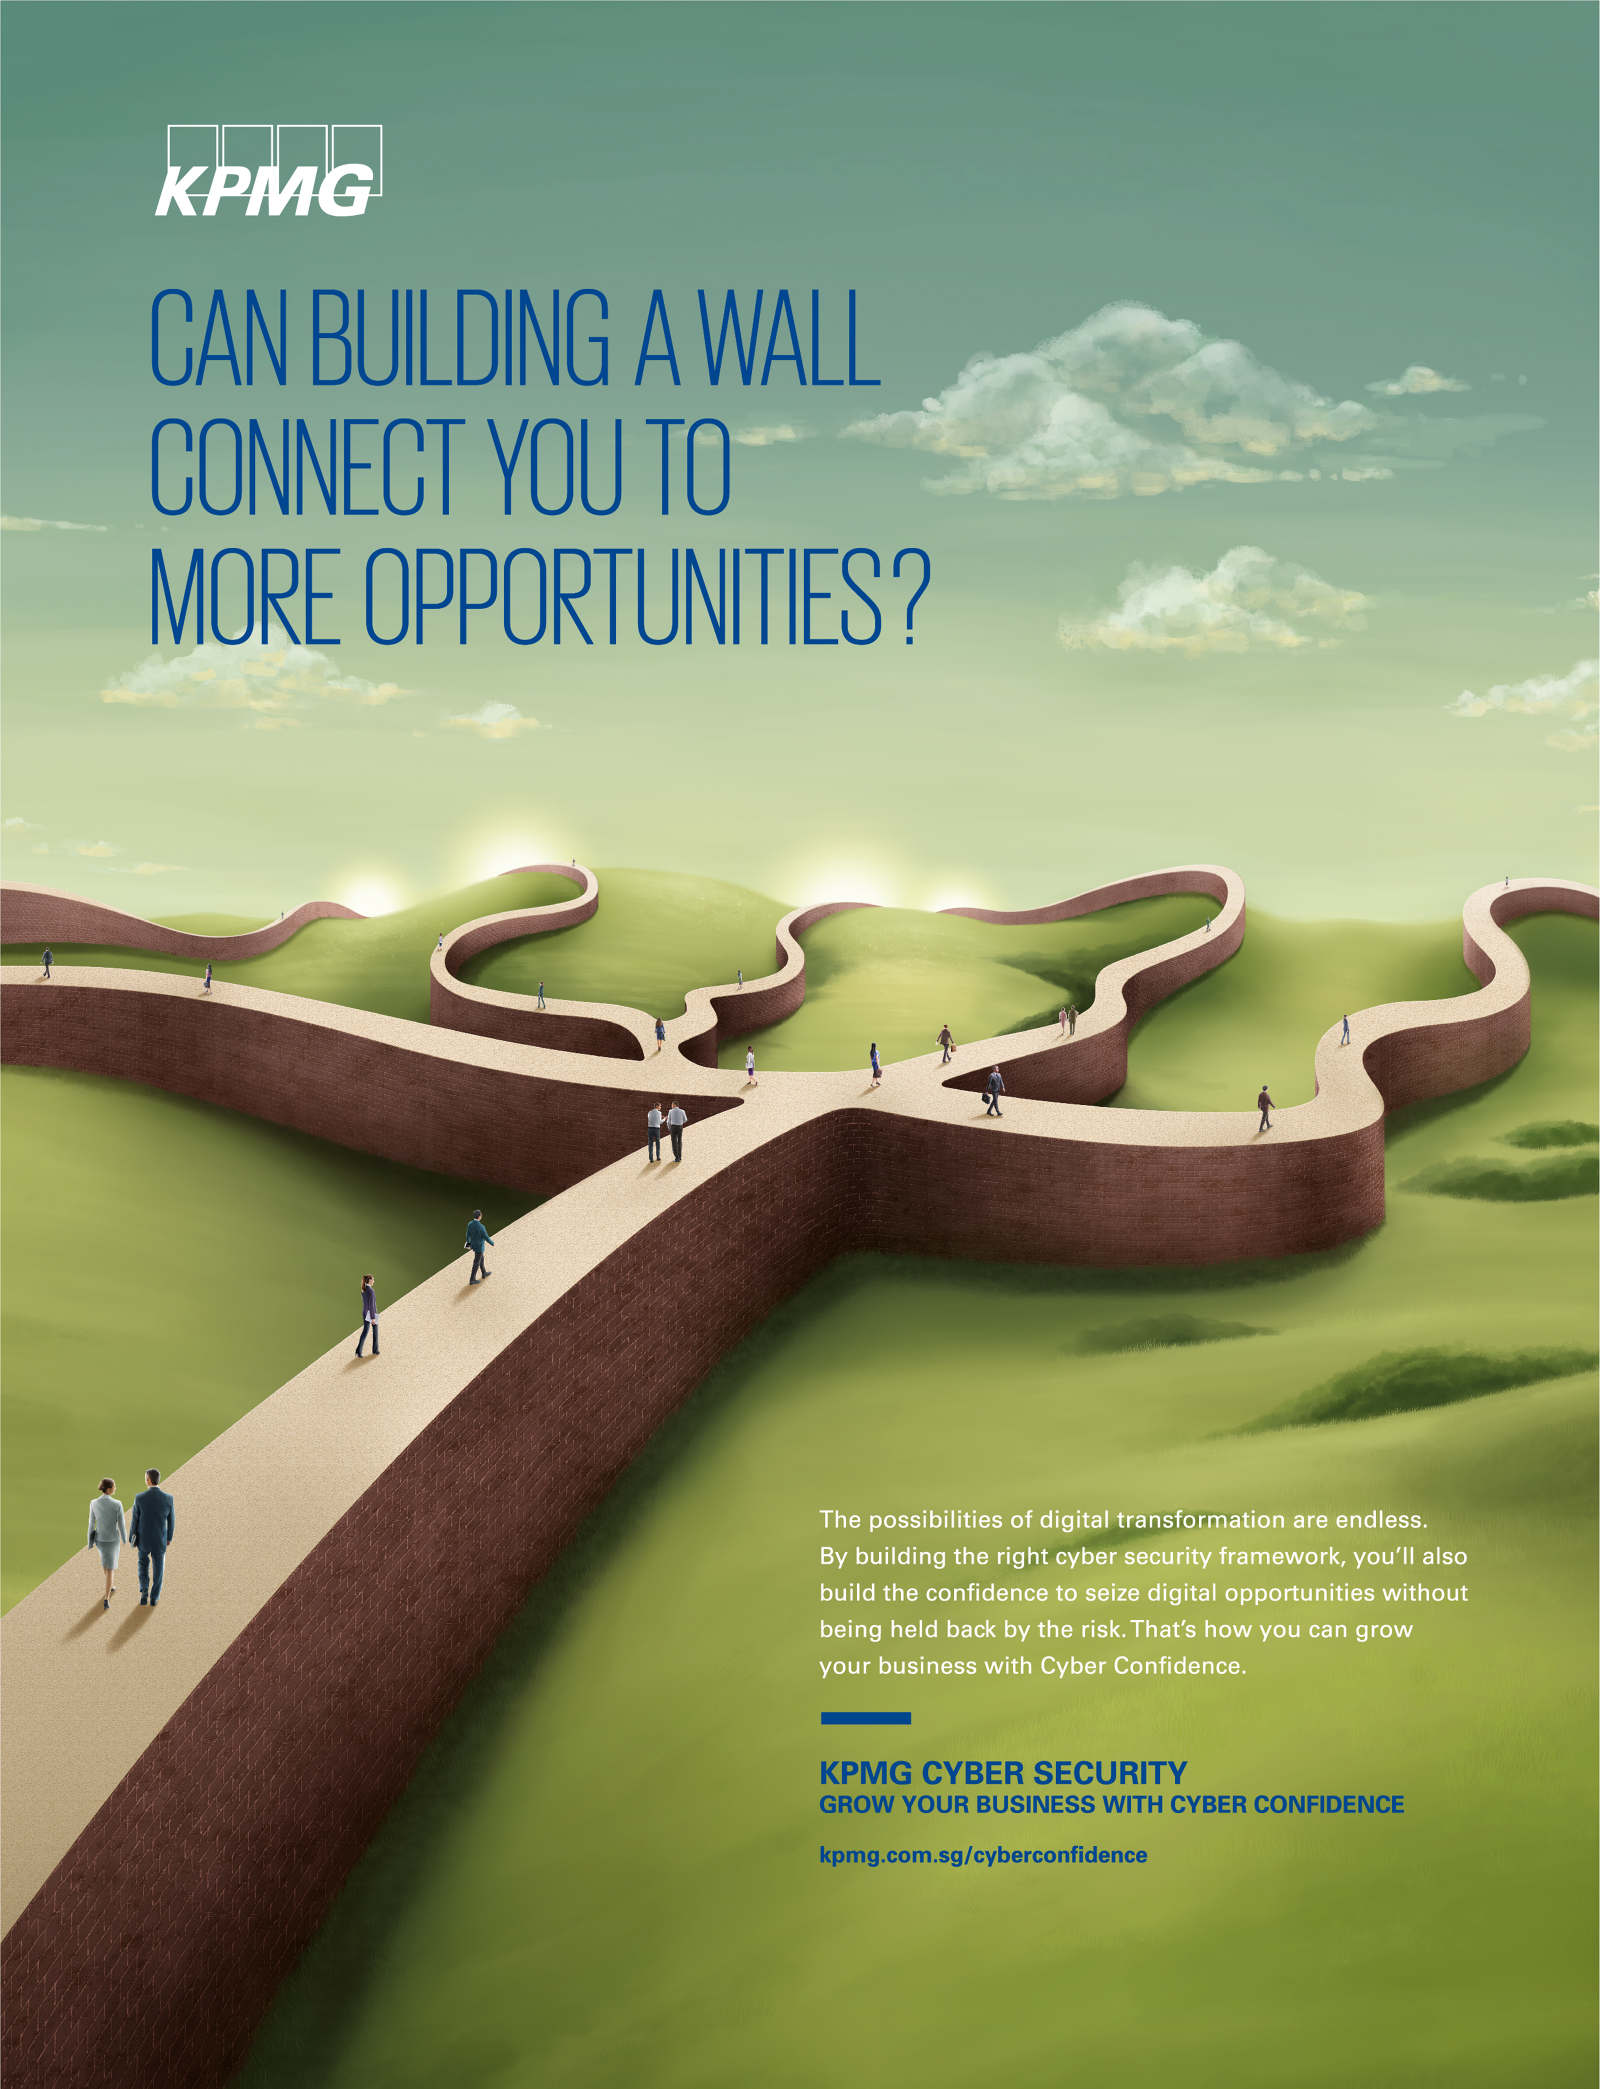 KPMG
CAN BUILDING A WALL
CONNECT YOU TO
MORE OPPORTUNITIES?
The possibilities of digital transformation are endless.
By building the right cyber security framework, you'll also
build the confidence to seize digital opportunities without
being held back by the risk. That's how you can grow
your business with Cyber Confidence.
KPMG CYBER SECURITY
GROW YOUR BUSINESS WITH CYBER CONFIDENCE
kpmg.com.sg/cyberconfidence